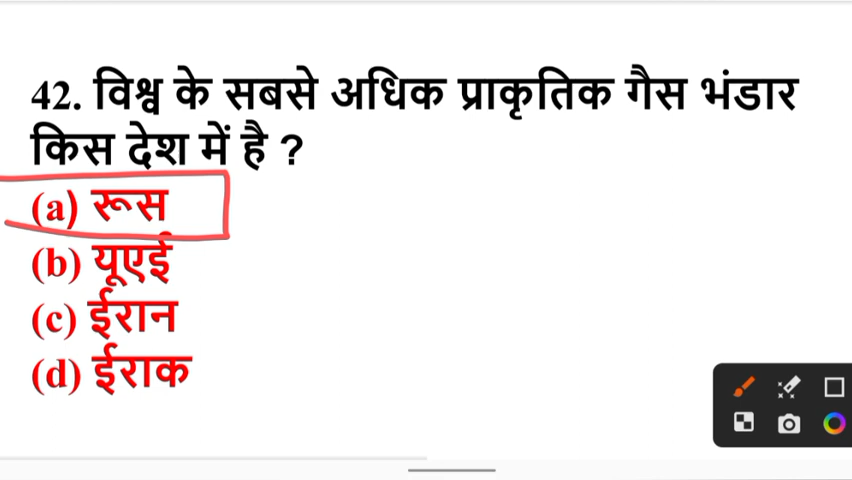 42. विश्व के सबसे अधिक प्राकृतिक गैस भंडार
किस देश में है ?
(a) रूस
(b) यूएई
(c) ईरान
(d) ईराक